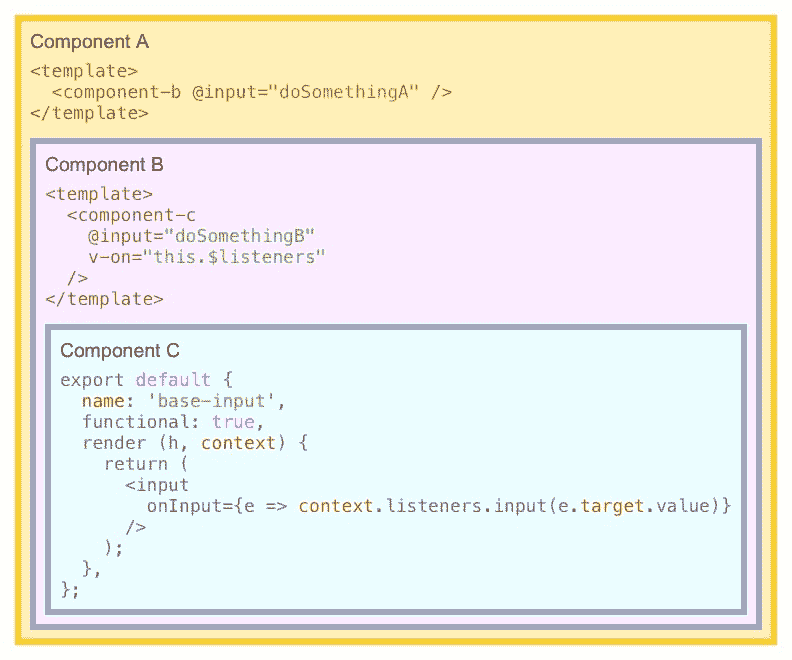 Component A
<template>
  <component-b @input="doSomethingA" />
</template>
Component B
<template>
  <component-c
    @input="doSomethingB"
    v-on="this.$listeners"
  />
</template>
Component C
export default {
  name: 'base-input',
  functional: true,
  render (h, context) {
    return (
      <input
        onInput={e => context.listeners.input(e.target.value)}
      />
    );
  },
};